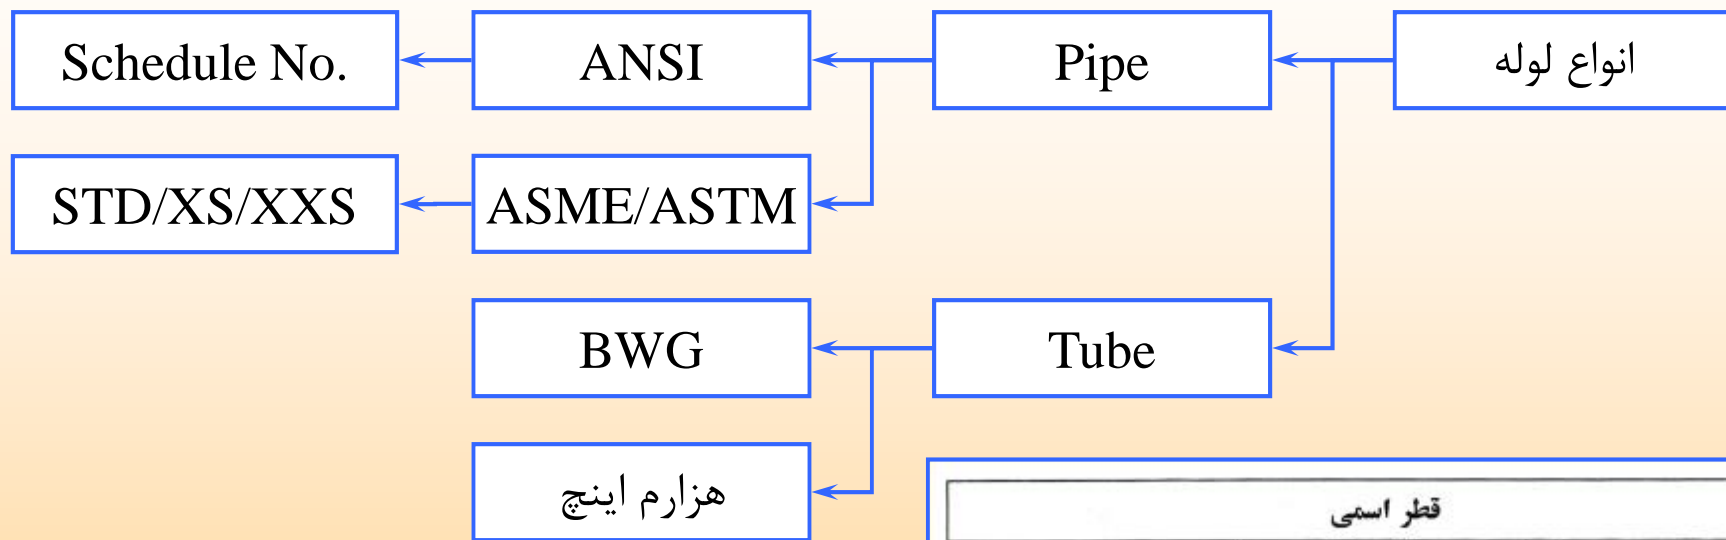 انواع لوله
Pipe
ANSI
Schedule No.
ASME/ASTM
STD/XS/XXS
Tube
BWG
هزارم اینچ
قطر اسمی